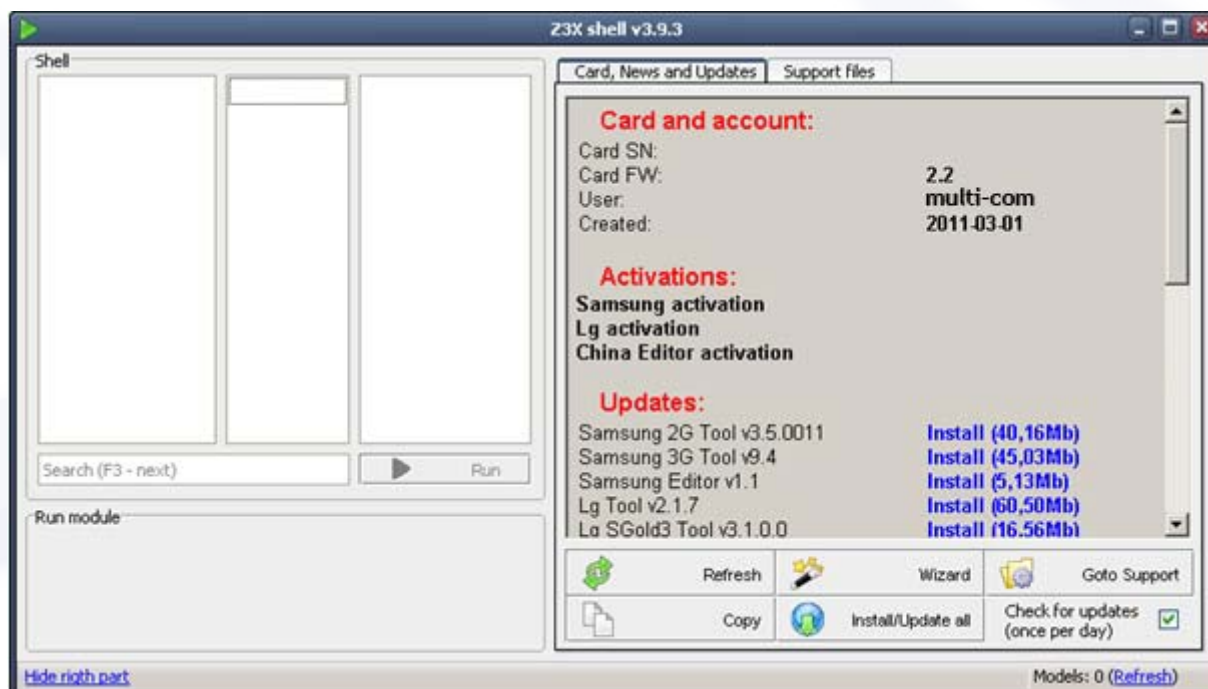 Z3X shell v3.9.3
Shell
Search (F3 - next)
Run
Run module
Card, News and Updates
Support files
Card and account:
Card SN:
Card FW: 2.2
User: multi-com
Created: 2011-03-01
Activations:
Samsung activation
Lg activation
China Editor activation
Updates:
Samsung 2G Tool v3.5.0011 Install (40,16Mb)
Samsung 3G Tool v9.4 Install (45,03Mb)
Samsung Editor v1.1 Install (5,13Mb)
Lg Tool v2.1.7 Install (60,50Mb)
Lg SGold3 Tool v3.1.0.0 Install (16,56Mb)
Refresh
Wizard
Goto Support
Copy
Install/Update all
Check for updates
(once per day)
Hide rigth part
Models: 0 (Refresh)